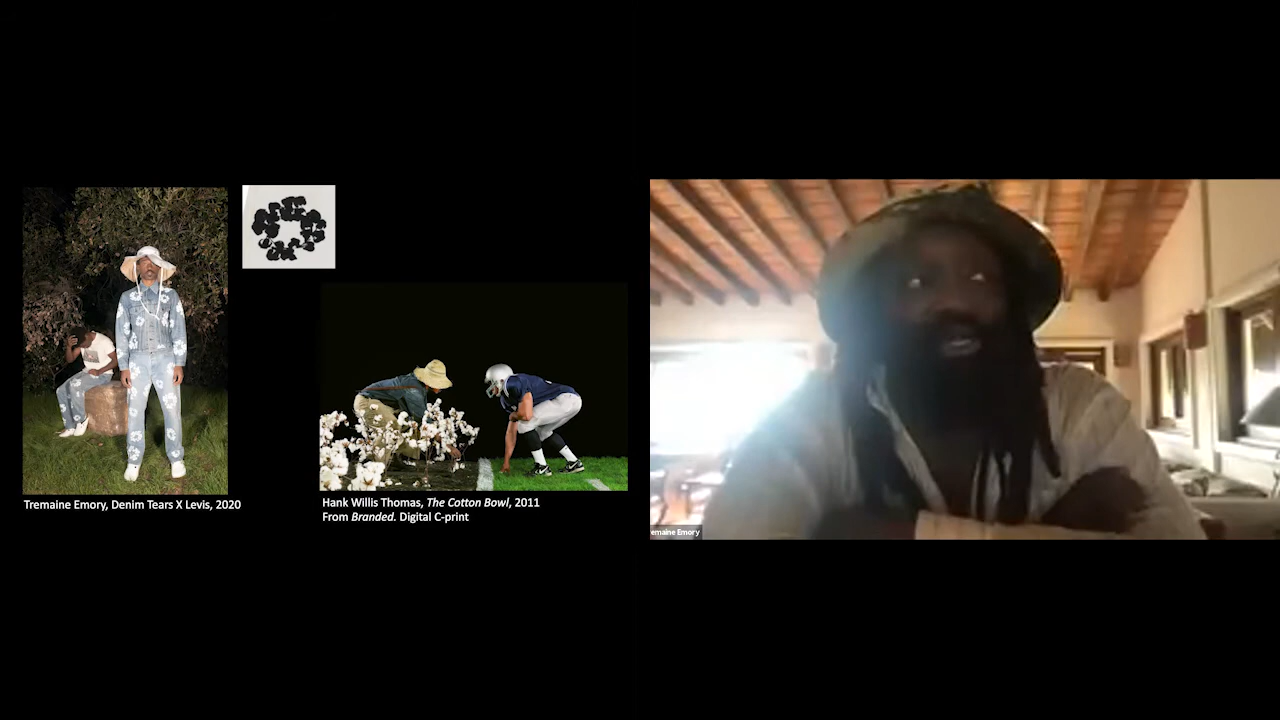 Tremaine Emory, Denim Tears X Levis, 2020
Hank Willis Thomas, The Cotton Bowl, 2011
From Branded. Digital C-print
emaine Emory